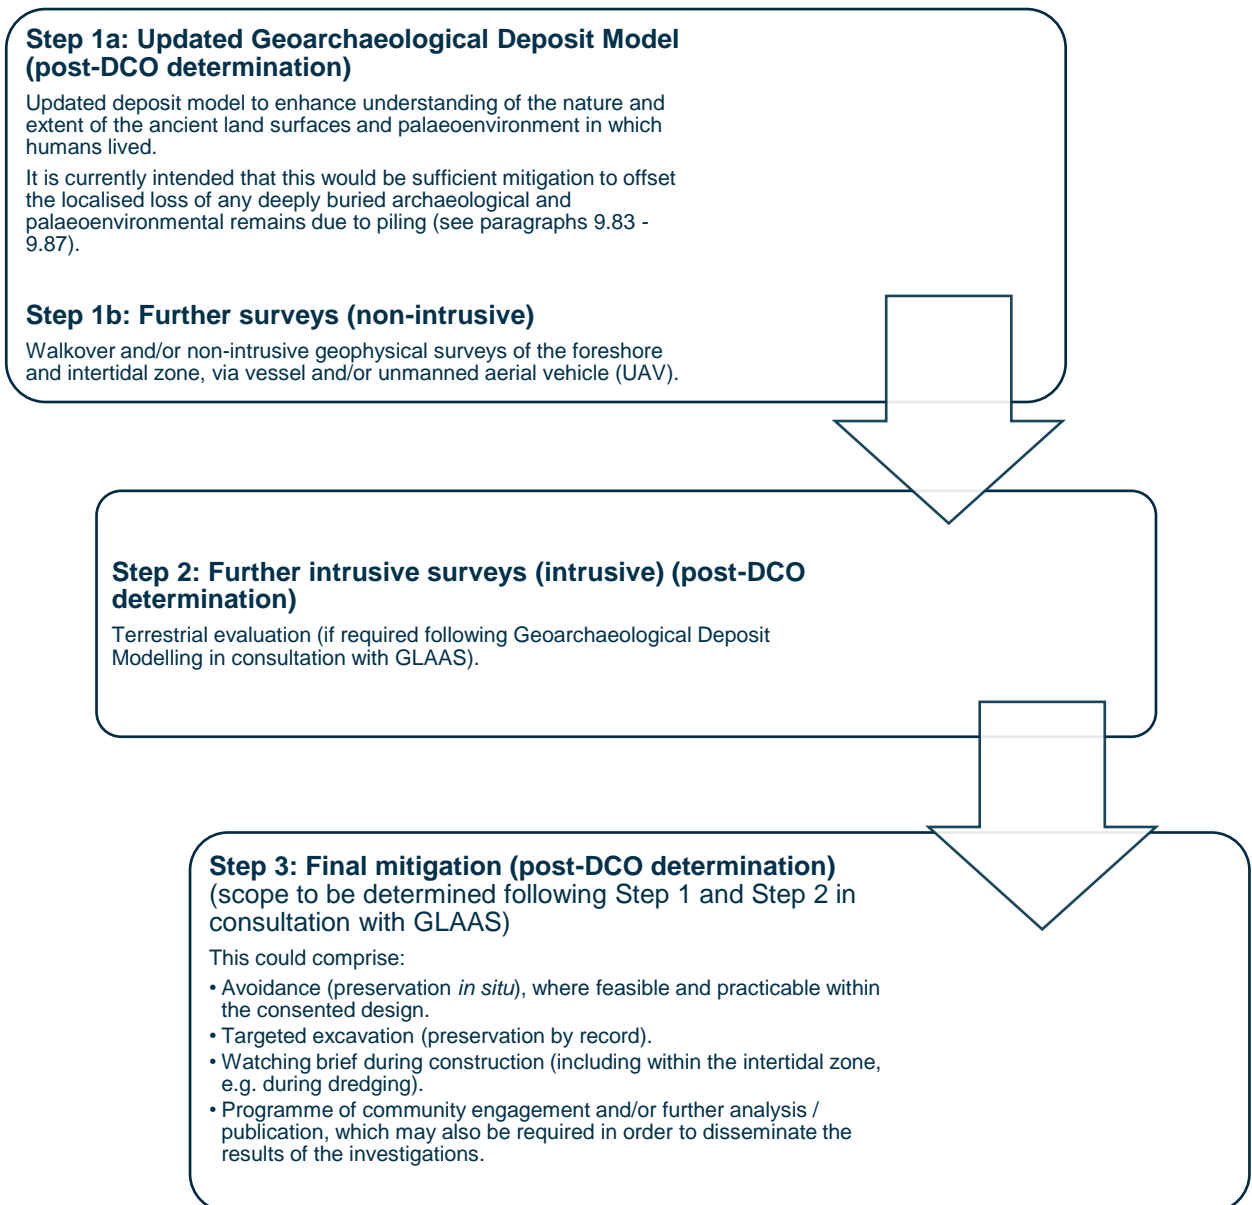 Step 1a: Updated Geoarchaeological Deposit Model
(post-DCO determination)
Updated deposit model to enhance understanding of the nature and
extent of the ancient land surfaces and palaeoenvironment in which
humans lived.
It is currently intended that this would be sufficient mitigation to offset
the localised loss of any deeply buried archaeological and
palaeoenvironmental remains due to piling (see paragraphs 9.83 -
9.87).
Step 1b: Further surveys (non-intrusive)
Walkover and/or non-intrusive geophysical surveys of the foreshore
and intertidal zone, via vessel and/or unmanned aerial vehicle (UAV).
Step 2: Further intrusive surveys (intrusive) (post-DCO
determination)
Terrestrial evaluation (if required following Geoarchaeological Deposit
Modelling in consultation with GLAAS).
Step 3: Final mitigation (post-DCO determination)
(scope to be determined following Step 1 and Step 2 in
consultation with GLAAS)
This could comprise:
• Avoidance (preservation in situ), where feasible and practicable within
the consented design.
• Targeted excavation (preservation by record).
• Watching brief during construction (including within the intertidal zone,
e.g. during dredging).
• Programme of community engagement and/or further analysis /
publication, which may also be required in order to disseminate the
results of the investigations.